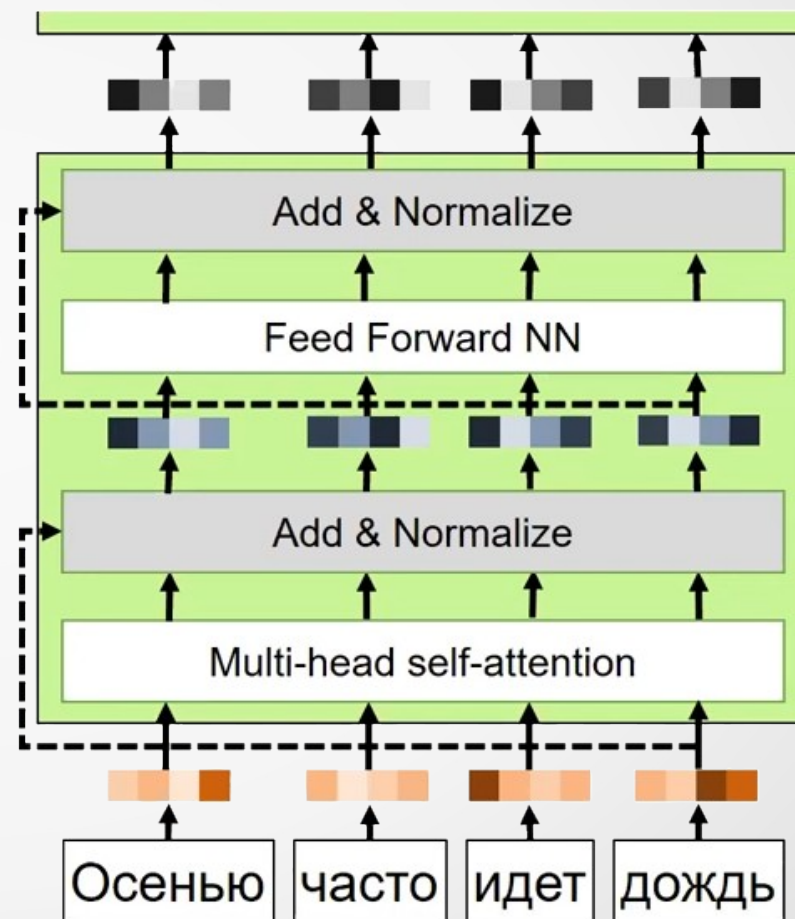 Add & Normalize
Feed Forward NN
Add & Normalize
Multi-head self-attention
Осенью часто идет дождь